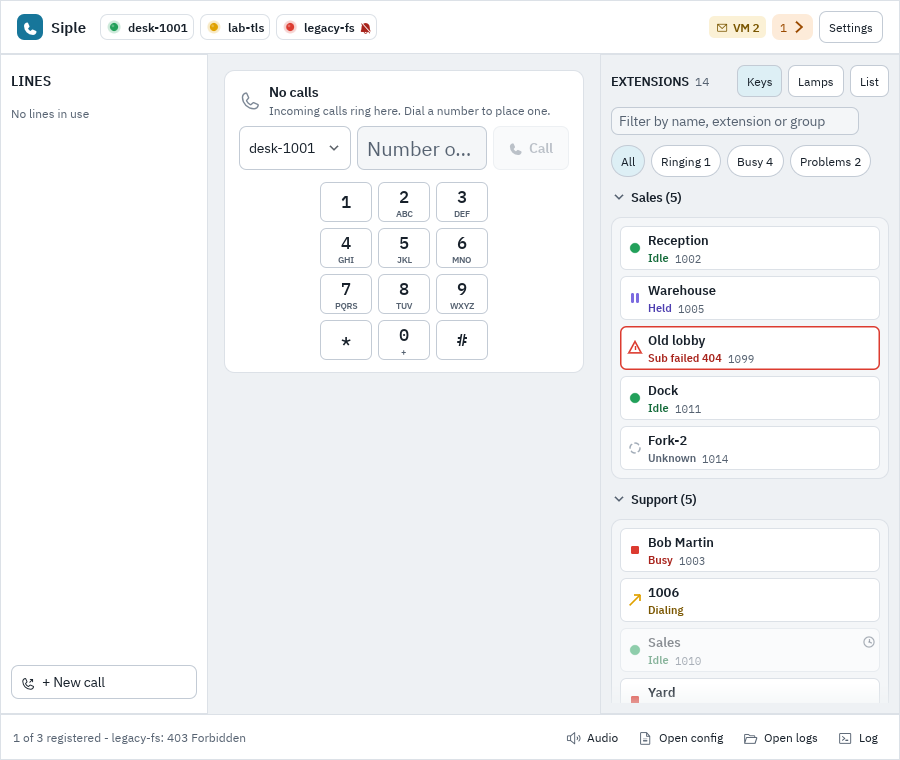 Siple
desk-1001
lab-tls
legacy-fs
VM 2
1
Settings
LINES
No lines in use
+ New call
No calls
Incoming calls ring here. Dial a number to place one.
desk-1001
Number o...
Call
1
2
ABC
3
DEF
4
GHI
5
JKL
6
MNO
7
PQRS
8
TUV
9
WXYZ
*
0
+
#
EXTENSIONS 14
Keys
Lamps
List
Filter by name, extension or group
All
Ringing 1
Busy 4
Problems 2
Sales (5)
Reception
Idle 1002
Warehouse
Held 1005
Old lobby
Sub failed 404 1099
Dock
Idle 1011
Fork-2
Unknown 1014
Support (5)
Bob Martin
Busy 1003
1006
Dialing
Sales
Idle 1010
Yard
1 of 3 registered - legacy-fs: 403 Forbidden
Audio
Open config
Open logs
Log